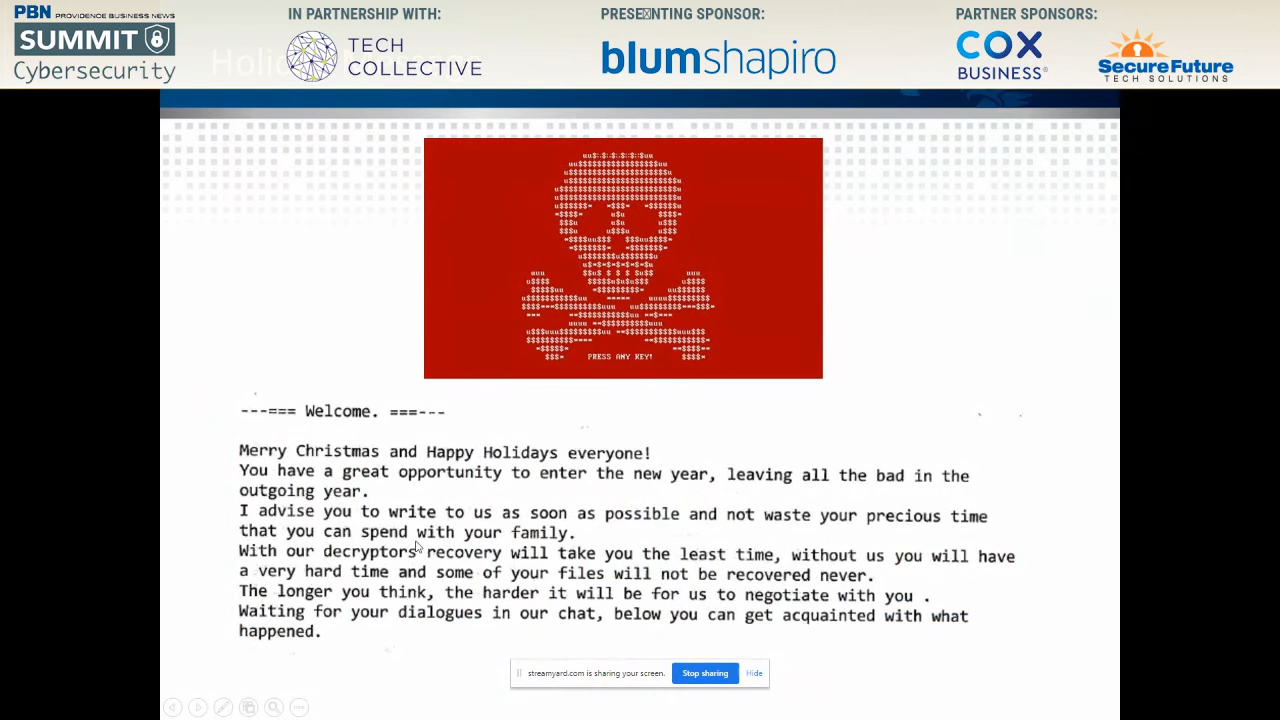 PBN PROVIDENCE BUSINESS NEWS
SUMMIT
Cybersecurity
IN PARTNERSHIP WITH:
TECH
COLLECTIVE
PRESENTING SPONSOR:
blumshapiro
PARTNER SPONSORS:
COX
BUSINESS®
SecureFuture
TECH SOLUTIONS
PRESS ANY KEY!
---=== Welcome. ===---
Merry Christmas and Happy Holidays everyone!
You have a great opportunity to enter the new year, leaving all the bad in the
outgoing year.
I advise you to write to us as soon as possible and not waste your precious time
that you can spend with your family.
With our decryptors recovery will take you the least time, without us you will have
a very hard time and some of your files will not be recovered never.
The longer you think, the harder it will be for us to negotiate with you .
Waiting for your dialogues in our chat, below you can get acquainted with what
happened.
streamyard.com is sharing your screen.
Stop sharing
Hide